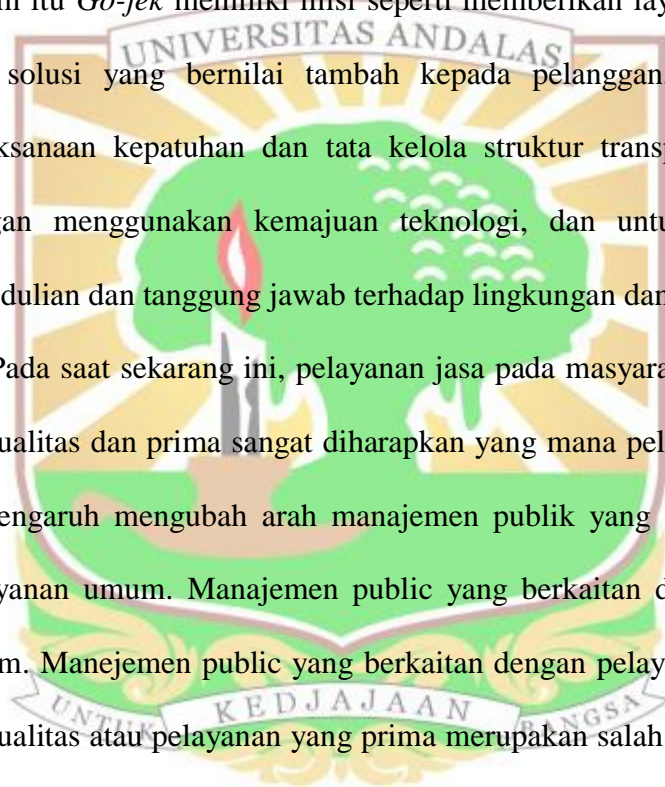 itu Go-jek memiliki misi seperti memberikan
UNIVERSITAS ANDALAS
solusi yang bernilai tambah kepada pelanggan.
ksanaan kepatuhan dan tata kelola struktur transp
gan menggunakan kemajuan teknologi, dan untu
dulian dan tanggung jawab terhadap lingkungan dan
Pada saat sekarang ini, pelayanan jasa pada masyara
ualitas dan prima sangat diharapkan yang mana pel
engaruh mengubah arah manajemen publik yang
yanan umum. Manajemen public yang berkaitan d
m. Manejemen public yang berkaitan dengan pelay
UNTUK KEDJAJAAN BANGSA
ualitas atau pelayanan yang prima merupakan salah